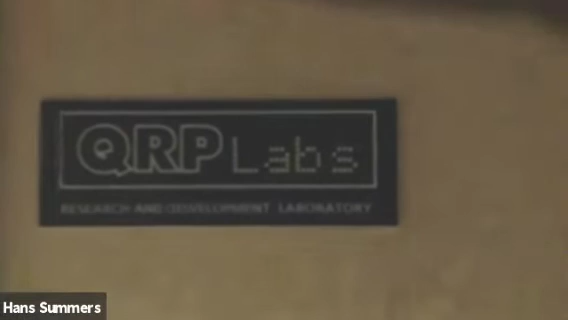 QRP Labs
RESEARCH AND DEVELOPMENT LABORATORY
Hans Summers